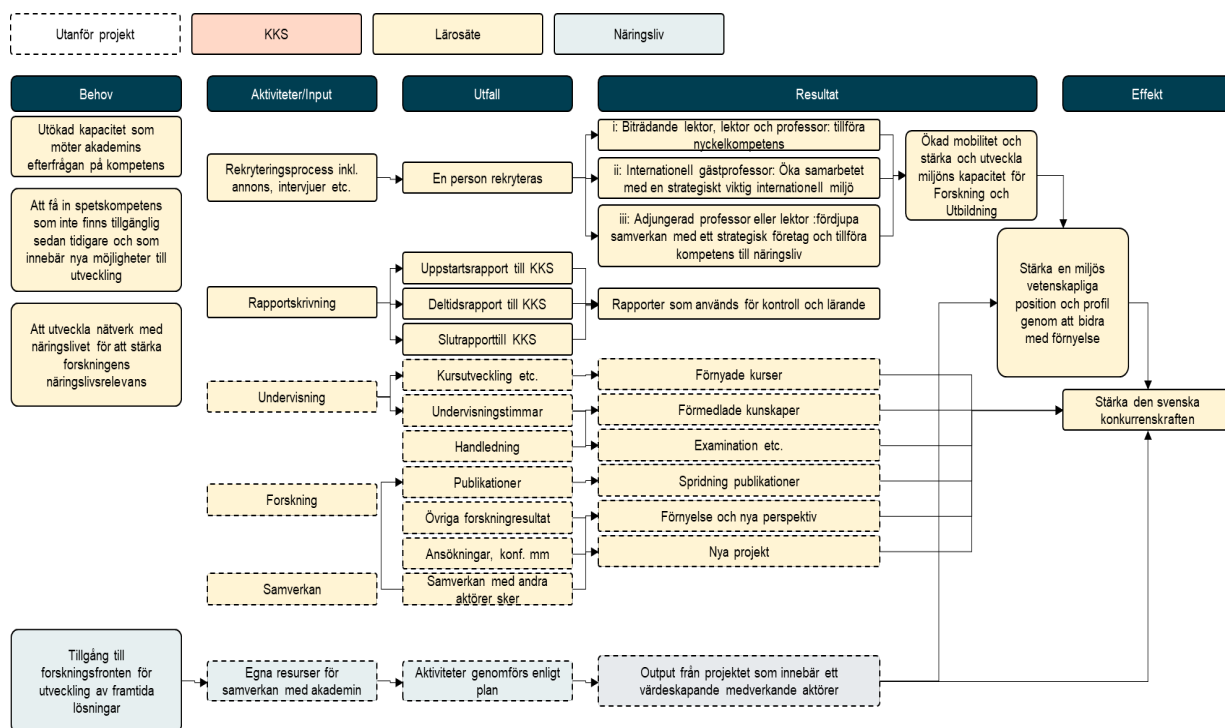 Utanför projekt
KKS
Lärosäte
Näringsliv
Behov
Aktiviteter/Input
Utfall
Resultat
Effekt
Utökad kapacitet som
möter akademins
efterfrågan på kompetens
Att få in spetskompetens
som inte finns tillgänglig
sedan tidigare och som
innebär nya möjligheter till
utveckling
Att utveckla nätverk med
näringslivet för att stärka
forskningens
näringslivsrelevans
Rekryteringsprocess inkl.
annons, intervjuer etc.
En person rekryteras
i: Biträdande lektor, lektor och professor: tillföra
nyckelkompetens
ii: Internationell gästprofessor: Öka samarbetet
med en strategiskt viktig internationell miljö
iii: Adjungerad professor eller lektor :fördjupa
samverkan med ett strategisk företag och tillföra
kompetens till näringsliv
Ökad mobilitet och
stärka och utveckla
miljöns kapacitet för
Forskning och
Utbildning
Rapportskrivning
Uppstartsrapport till KKS
Deltidsrapport till KKS
Slutrapporttill KKS
Rapporter som används för kontroll och lärande
Stärka en miljös
vetenskapliga
position och profil
genom att bidra
med förnyelse
Undervisning
Kursutveckling etc.
Undervisningstimmar
Handledning
Förnyade kurser
Förmedlade kunskaper
Examination etc.
Stärka den svenska
konkurrenskraften
Forskning
Publikationer
Övriga forskningresultat
Ansökningar, konf. mm
Spridning publikationer
Förnyelse och nya perspektiv
Nya projekt
Samverkan
Samverkan med andra
aktörer sker
Tillgång till
forskningsfronten för
utveckling av framtida
lösningar
Egna resurser för
samverkan med akademin
Aktiviteter genomförs enligt
plan
Output från projektet som innebär ett
värdeskapande medverkande aktörer